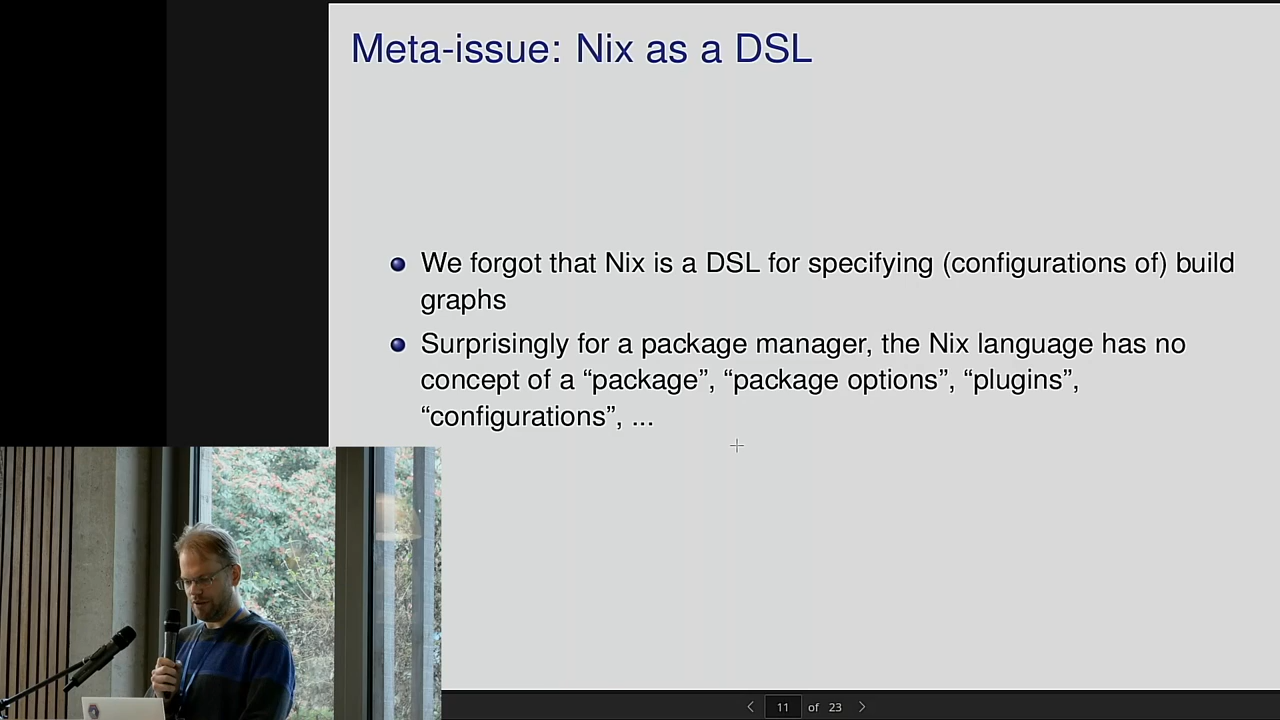 Meta-issue: Nix as a DSL
We forgot that Nix is a DSL for specifying (configurations of) build
graphs
Surprisingly for a package manager, the Nix language has no
concept of a “package”, “package options”, “plugins”,
“configurations”, ...
11 of 23